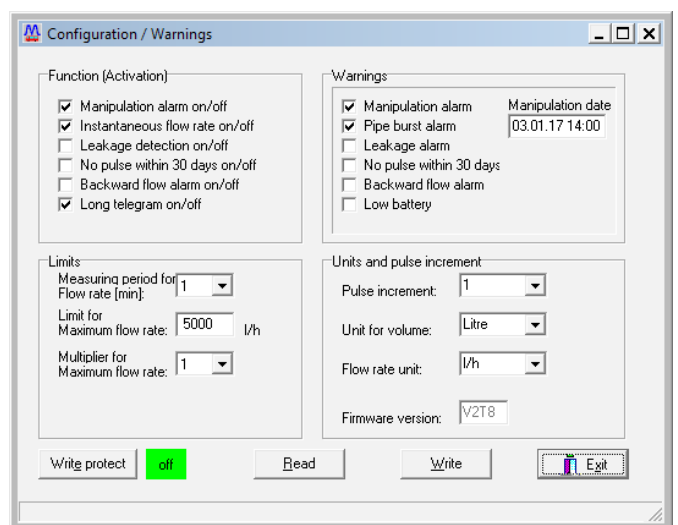 Configuration / Warnings
Function (Activation)
Manipulation alarm on/off
Instantaneous flow rate on/off
Leakage detection on/off
No pulse within 30 days on/off
Backward flow alarm on/off
Long telegram on/off
Warnings
Manipulation alarm
Pipe burst alarm
Leakage alarm
No pulse within 30 days
Backward flow alarm
Low battery
Manipulation date
03.01.17 14:00
Limits
Measuring period for
Flow rate [min]: 1
Limit for
Maximum flow rate: 5000 l/h
Multiplier for
Maximum flow rate: 1
Units and pulse increment
Pulse increment: 1
Unit for volume: Litre
Flow rate unit: l/h
Firmware version: V2T8
Write protect off Read Write Exit